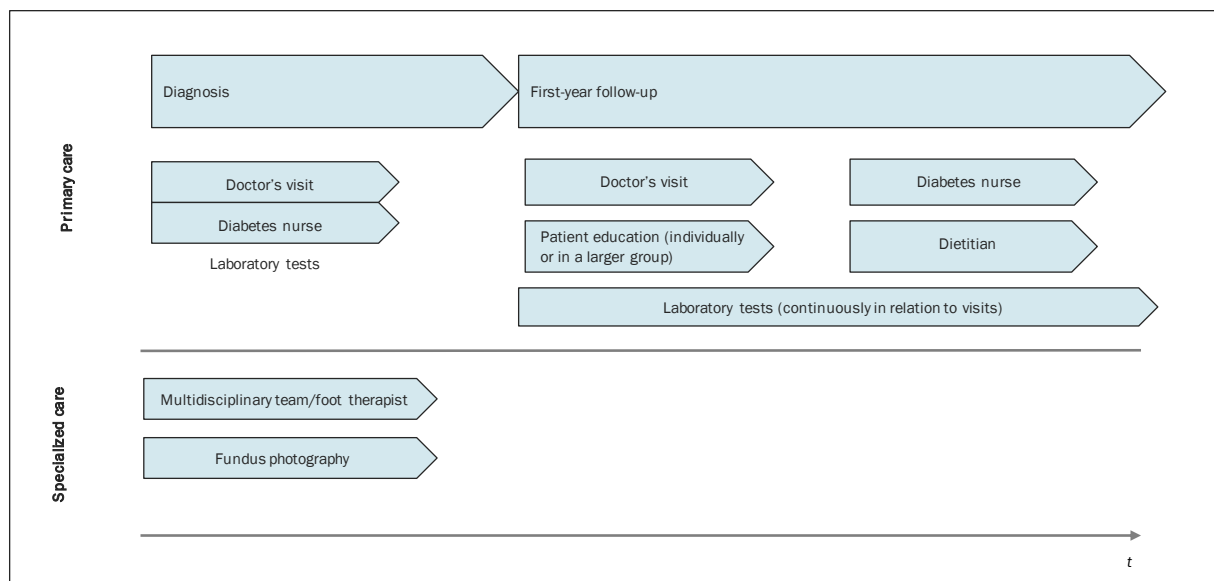 Primary care
Diagnosis
First-year follow-up
Doctor's visit
Diabetes nurse
Laboratory tests
Doctor's visit
Diabetes nurse
Patient education (individually
or in a larger group)
Dietitian
Laboratory tests (continuously in relation to visits)
Specialized care
Multidisciplinary team/foot therapist
Fundus photography
t